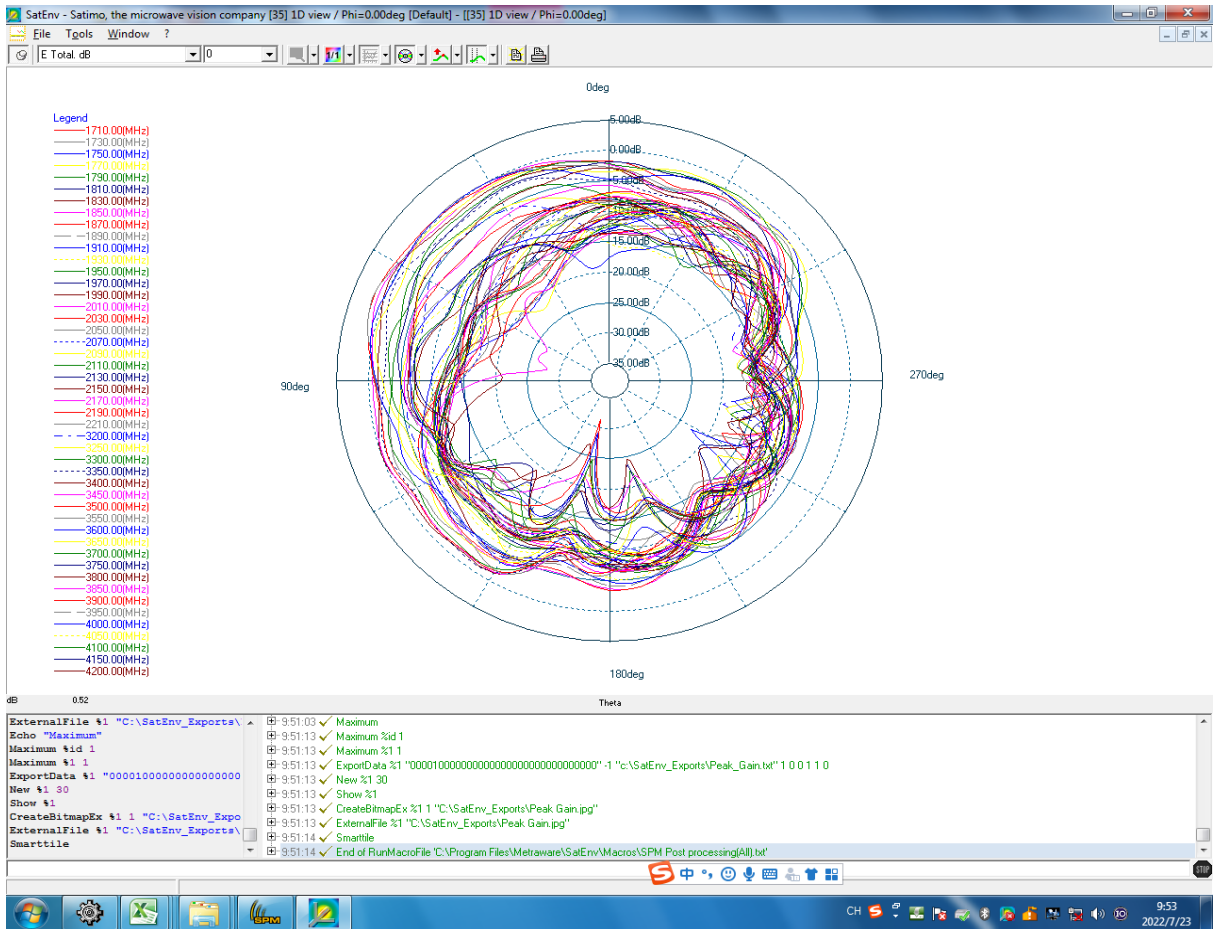 SatEnv - Satimo, the microwave vision company [35] 1D view / Phi=0.00deg [Default] - [[35] 1D view / Phi=0.00deg]
File Tools Window ?
E Total. dB 0 1/1
0deg
Legend
1710.00(MHz)
1730.00(MHz)
1750.00(MHz)
1770.00(MHz)
1790.00(MHz)
1810.00(MHz)
1830.00(MHz)
1850.00(MHz)
1870.00(MHz)
1890.00(MHz)
1910.00(MHz)
1930.00(MHz)
1950.00(MHz)
1970.00(MHz)
1990.00(MHz)
2010.00(MHz)
2030.00(MHz)
2050.00(MHz)
2070.00(MHz)
2090.00(MHz)
2110.00(MHz)
2130.00(MHz)
2150.00(MHz)
2170.00(MHz)
2190.00(MHz)
2210.00(MHz)
3200.00(MHz)
3250.00(MHz)
3300.00(MHz)
3350.00(MHz)
3400.00(MHz)
3450.00(MHz)
3500.00(MHz)
3550.00(MHz)
3600.00(MHz)
3650.00(MHz)
3700.00(MHz)
3750.00(MHz)
3800.00(MHz)
3850.00(MHz)
3900.00(MHz)
3950.00(MHz)
4000.00(MHz)
4050.00(MHz)
4100.00(MHz)
4150.00(MHz)
4200.00(MHz)
5.00dB
0.00dB
-5.00dB
-10.00dB
-15.00dB
-20.00dB
-25.00dB
-30.00dB
-35.00dB
90deg
270deg
180deg
dB 0.52 Theta
ExternalFile %1 "C:\SatEnv_Exports\
Echo "Maximum"
Maximum %id 1
Maximum %1 1
ExportData %1 "00001000000000000000
New %1 30
Show %1
CreateBitmapEx %1 1 "C:\SatEnv_Expo
ExternalFile %1 "C:\SatEnv_Exports\
Smarttile
9:51:03 Maximum
9:51:13 Maximum %id 1
9:51:13 Maximum %1 1
9:51:13 ExportData %1 "00001000000000000000000000000000" -1 "c:\SatEnv_Exports\Peak_Gain.txt" 1 0 0 1 1 0
9:51:13 New %1 30
9:51:13 Show %1
9:51:13 CreateBitmapEx %1 1 "C:\SatEnv_Exports\Peak Gain.jpg"
9:51:13 ExternalFile %1 "C:\SatEnv_Exports\Peak Gain.jpg"
9:51:14 Smarttile
9:51:14 End of RunMacroFile 'C:\Program Files\Metraware\SatEnv\Macros\SPM Post processing(All).txt'
S 中
STOP
SPM
CH S
9:53
2022/7/23